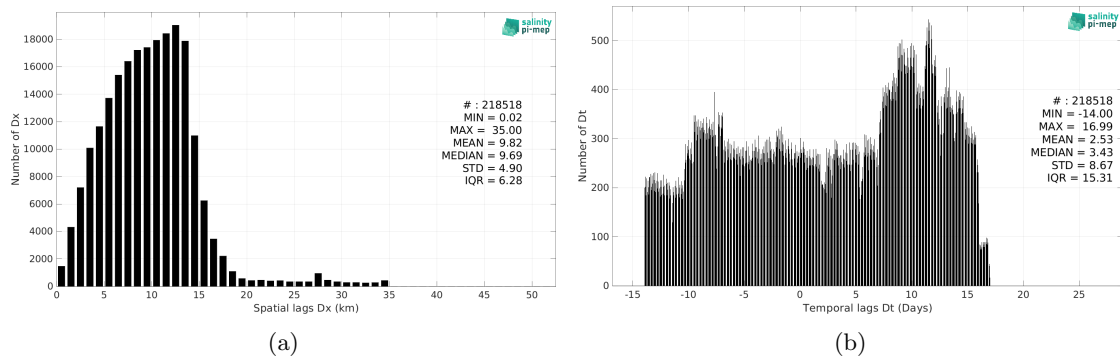 18000
16000
14000
12000
10000
8000
6000
4000
2000
0
Number of Dx
0 5 10 15 20 25 30 35 40 45 50
Spatial lags Dx (km)
salinity
pi-mep
# : 218518
MIN = 0.02
MAX = 35.00
MEAN = 9.82
MEDIAN = 9.69
STD = 4.90
IQR = 6.28
(a)
500
400
300
200
100
0
Number of Dt
-15 -10 -5 0 5 10 15 20 25
Temporal lags Dt (Days)
salinity
pi-mep
# : 218518
MIN = -14.00
MAX = 16.99
MEAN = 2.53
MEDIAN = 3.43
STD = 8.67
IQR = 15.31
(b)